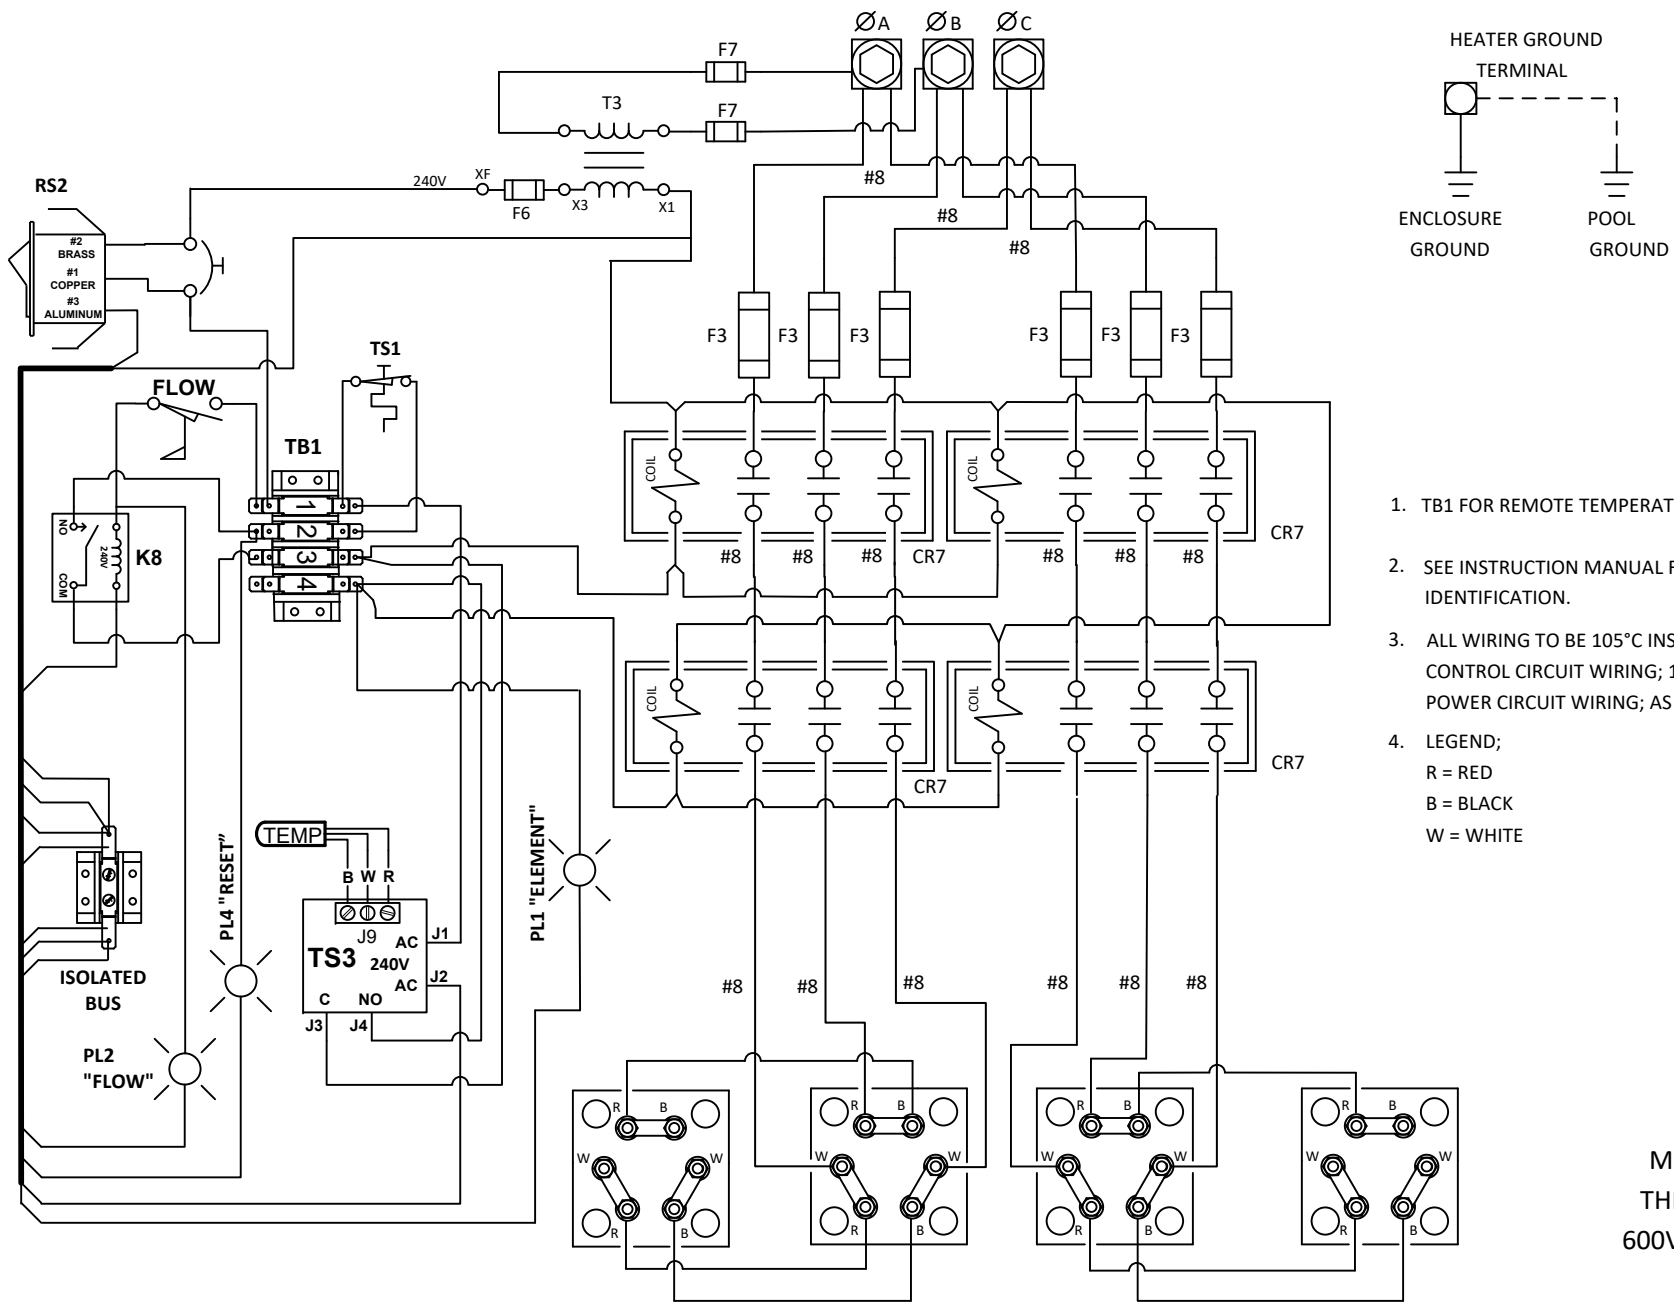 ØA ØB ØC
HEATER GROUND
TERMINAL
ENCLOSURE
GROUND
POOL
GROUND
F7
T3
F7
240V XF
F6
X3
X1
#8
#8
#8
RS2
#2
BRASS
#1
COPPER
#3
ALUMINUM
F3 F3 F3 F3 F3 F3
TS1
FLOW
TB1
1
2
3
4
NO
COM
240V
K8
COIL
COIL
#8 #8 #8 CR7
#8 #8 #8 CR7
COIL
COIL
CR7
CR7
1. TB1 FOR REMOTE TEMPERAT
2. SEE INSTRUCTION MANUAL F
IDENTIFICATION.
3. ALL WIRING TO BE 105°C INS
CONTROL CIRCUIT WIRING; 1
POWER CIRCUIT WIRING; AS
4. LEGEND;
R = RED
B = BLACK
W = WHITE
TEMP
B W R
J9
TS3
240V
AC J1
AC J2
C NO
J3 J4
PL4 "RESET"
PL1 "ELEMENT"
ISOLATED
BUS
PL2
"FLOW"
#8 #8 #8 #8 #8 #8
R B
W W
R B
R B
W W
R B
R B
W W
R B
R B
W W
R B
M
TH
600V